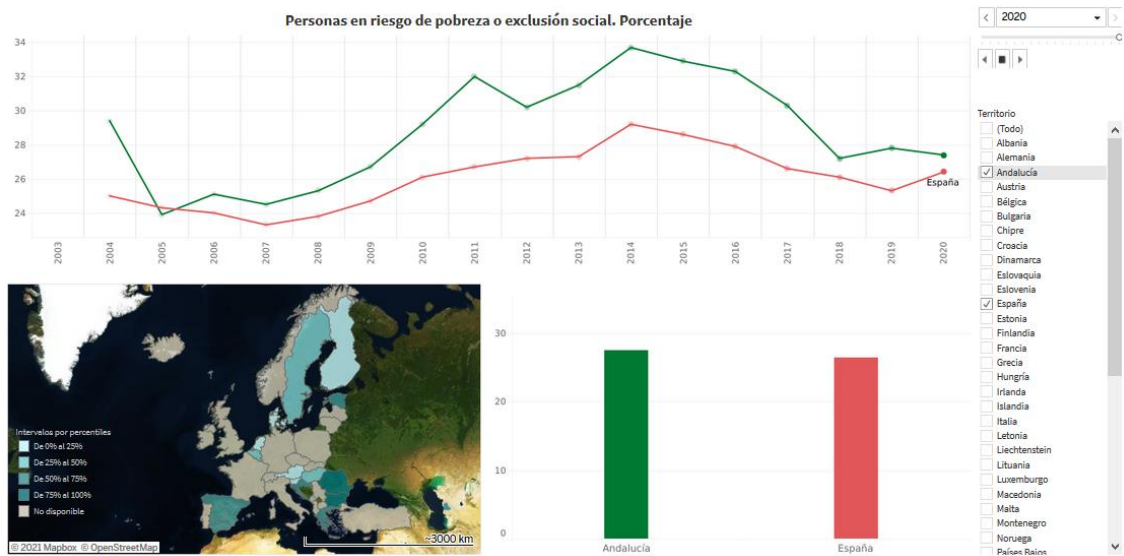 Personas en riesgo de pobreza o exclusión social. Porcentaje
34
32
30
28
26
24
España
2003
2004
2005
2006
2007
2008
2009
2010
2011
2012
2013
2014
2015
2016
2017
2018
2019
2020
Intervalos por percentiles
De 0% al 25%
De 25% al 50%
De 50% al 75%
De 75% al 100%
No disponible
© 2021 Mapbox © OpenStreetMap
~3000 km
30
20
10
0
Andalucía
España
2020
Territorio
(Todo)
Albania
Alemania
Andalucía
Austria
Bélgica
Bulgaria
Chipre
Croacia
Dinamarca
Eslovaquia
Eslovenia
España
Estonia
Finlandia
Francia
Grecia
Hungría
Irlanda
Islandia
Italia
Letonia
Liechtenstein
Lituania
Luxemburgo
Macedonia
Malta
Montenegro
Noruega
Países Bajos